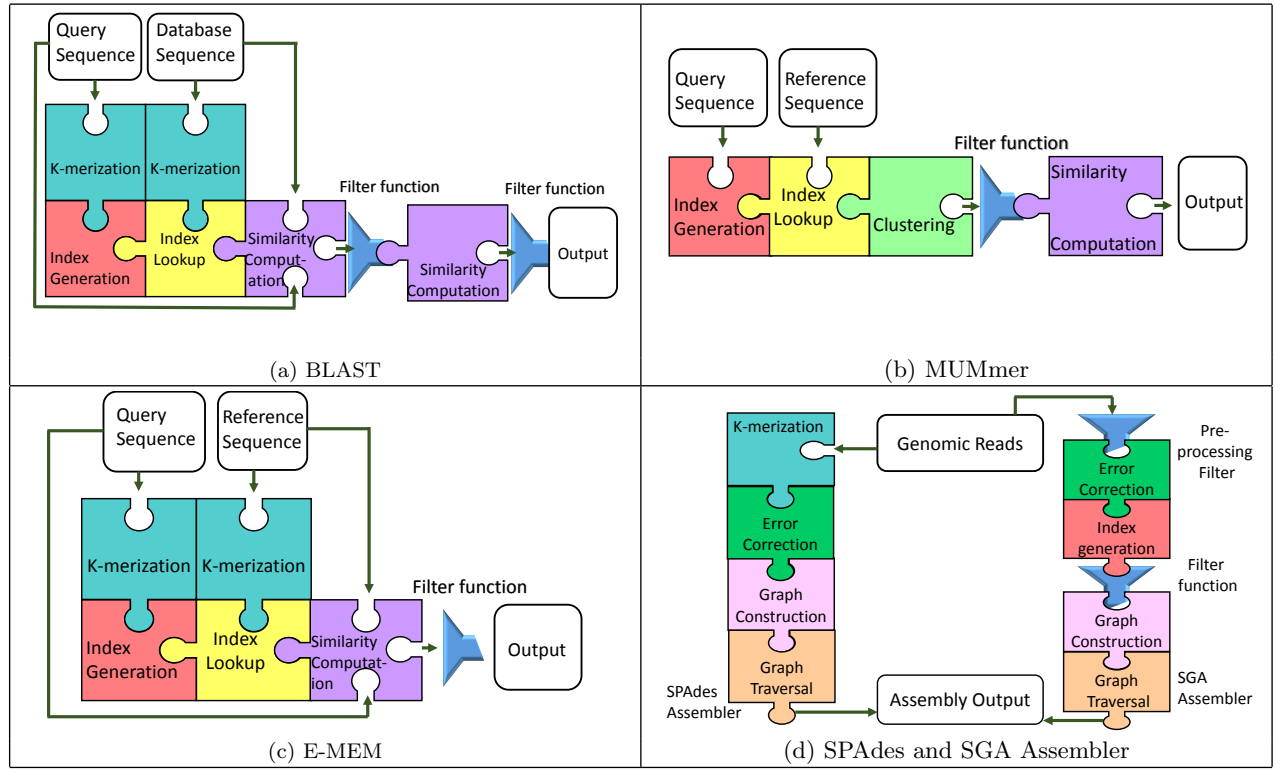 Query
Sequence
Database
Sequence
K-merization
K-merization
Filter function
Filter function
Index
Generation
Index
Lookup
Similarity
Comput-
ation
Similarity
Computation
Output
(a) BLAST
Query
Sequence
Reference
Sequence
Filter function
Index
Generation
Index
Lookup
Clustering
Similarity
Computation
Output
(b) MUMmer
Query
Sequence
Reference
Sequence
K-merization
K-merization
Filter function
Index
Generation
Index
Lookup
Similarity
Computat-
ion
Output
(c) E-MEM
K-merization
Genomic Reads
Pre-
processing
Filter
Error
Correction
Error
Correction
Index
generation
Filter
function
Graph
Construction
Graph
Construction
Graph
Traversal
Graph
Traversal
SPAdes
Assembler
Assembly Output
SGA
Assembler
(d) SPAdes and SGA Assembler